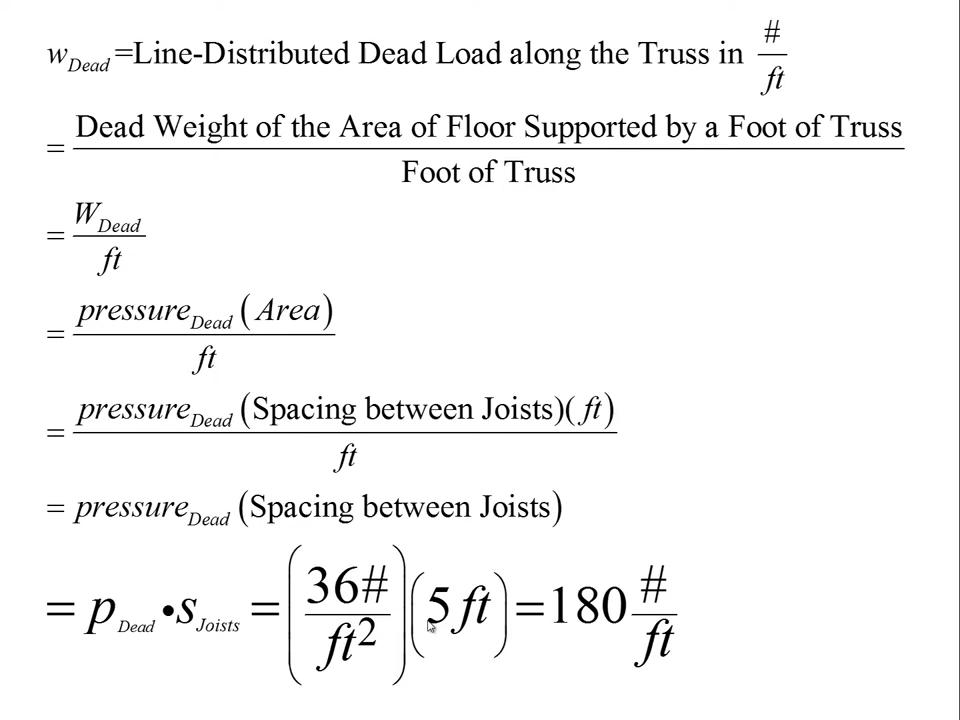 w_Dead =Line-Distributed Dead Load along the Truss in #/ft
= Dead Weight of the Area of Floor Supported by a Foot of Truss / Foot of Truss
= W_Dead / ft
= pressure_Dead (Area) / ft
= pressure_Dead (Spacing between Joists)(ft) / ft
= pressure_Dead (Spacing between Joists)
= p_Dead • s_Joists = (36#/ft²)(5 ft) = 180 #/ft